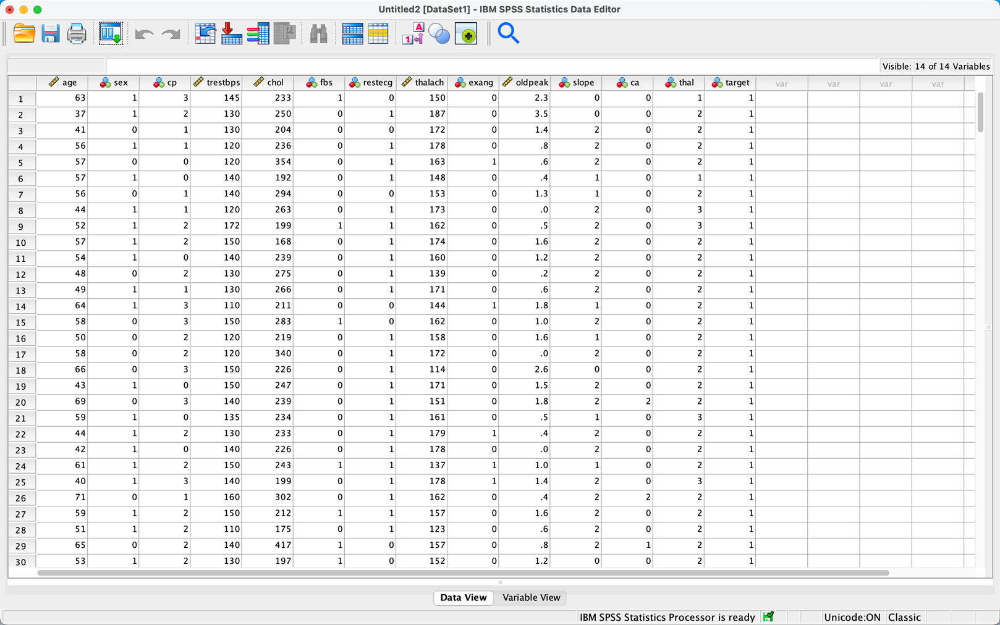 Untitled2 [DataSet1] - IBM SPSS Statistics Data Editor
Visible: 14 of 14 Variables
age sex cp trestbps chol fbs restecg thalach exang oldpeak slope ca thal target var var var var
1 63 1 3 145 233 1 0 150 0 2.3 0 0 1 1
2 37 1 2 130 250 0 1 187 0 3.5 0 0 2 1
3 41 0 1 130 204 0 0 172 0 1.4 2 0 2 1
4 56 1 1 120 236 0 1 178 0 .8 2 0 2 1
5 57 0 0 120 354 0 1 163 1 .6 2 0 2 1
6 57 1 0 140 192 0 1 148 0 .4 1 0 1 1
7 56 0 1 140 294 0 0 153 0 1.3 1 0 2 1
8 44 1 1 120 263 0 1 173 0 .0 2 0 3 1
9 52 1 2 172 199 1 1 162 0 .5 2 0 3 1
10 57 1 2 150 168 0 1 174 0 1.6 2 0 2 1
11 54 1 0 140 239 0 1 160 0 1.2 2 0 2 1
12 48 0 2 130 275 0 1 139 0 .2 2 0 2 1
13 49 1 1 130 266 0 1 171 0 .6 2 0 2 1
14 64 1 3 110 211 0 0 144 1 1.8 1 0 2 1
15 58 0 3 150 283 1 0 162 0 1.0 2 0 2 1
16 50 0 2 120 219 0 1 158 0 1.6 1 0 2 1
17 58 0 2 120 340 0 1 172 0 .0 2 0 2 1
18 66 0 3 150 226 0 1 114 0 2.6 0 0 2 1
19 43 1 0 150 247 0 1 171 0 1.5 2 0 2 1
20 69 0 3 140 239 0 1 151 0 1.8 2 2 2 1
21 59 1 0 135 234 0 1 161 0 .5 1 0 3 1
22 44 1 2 130 233 0 1 179 1 .4 2 0 2 1
23 42 1 0 140 226 0 1 178 0 .0 2 0 2 1
24 61 1 2 150 243 1 1 137 1 1.0 1 0 2 1
25 40 1 3 140 199 0 1 178 1 1.4 2 0 3 1
26 71 0 1 160 302 0 1 162 0 .4 2 2 2 1
27 59 1 2 150 212 1 1 157 0 1.6 2 0 2 1
28 51 1 2 110 175 0 1 123 0 .6 2 0 2 1
29 65 0 2 140 417 1 0 157 0 .8 2 1 2 1
30 53 1 2 130 197 1 0 152 0 1.2 0 0 2 1
Data View Variable View
IBM SPSS Statistics Processor is ready Unicode:ON Classic